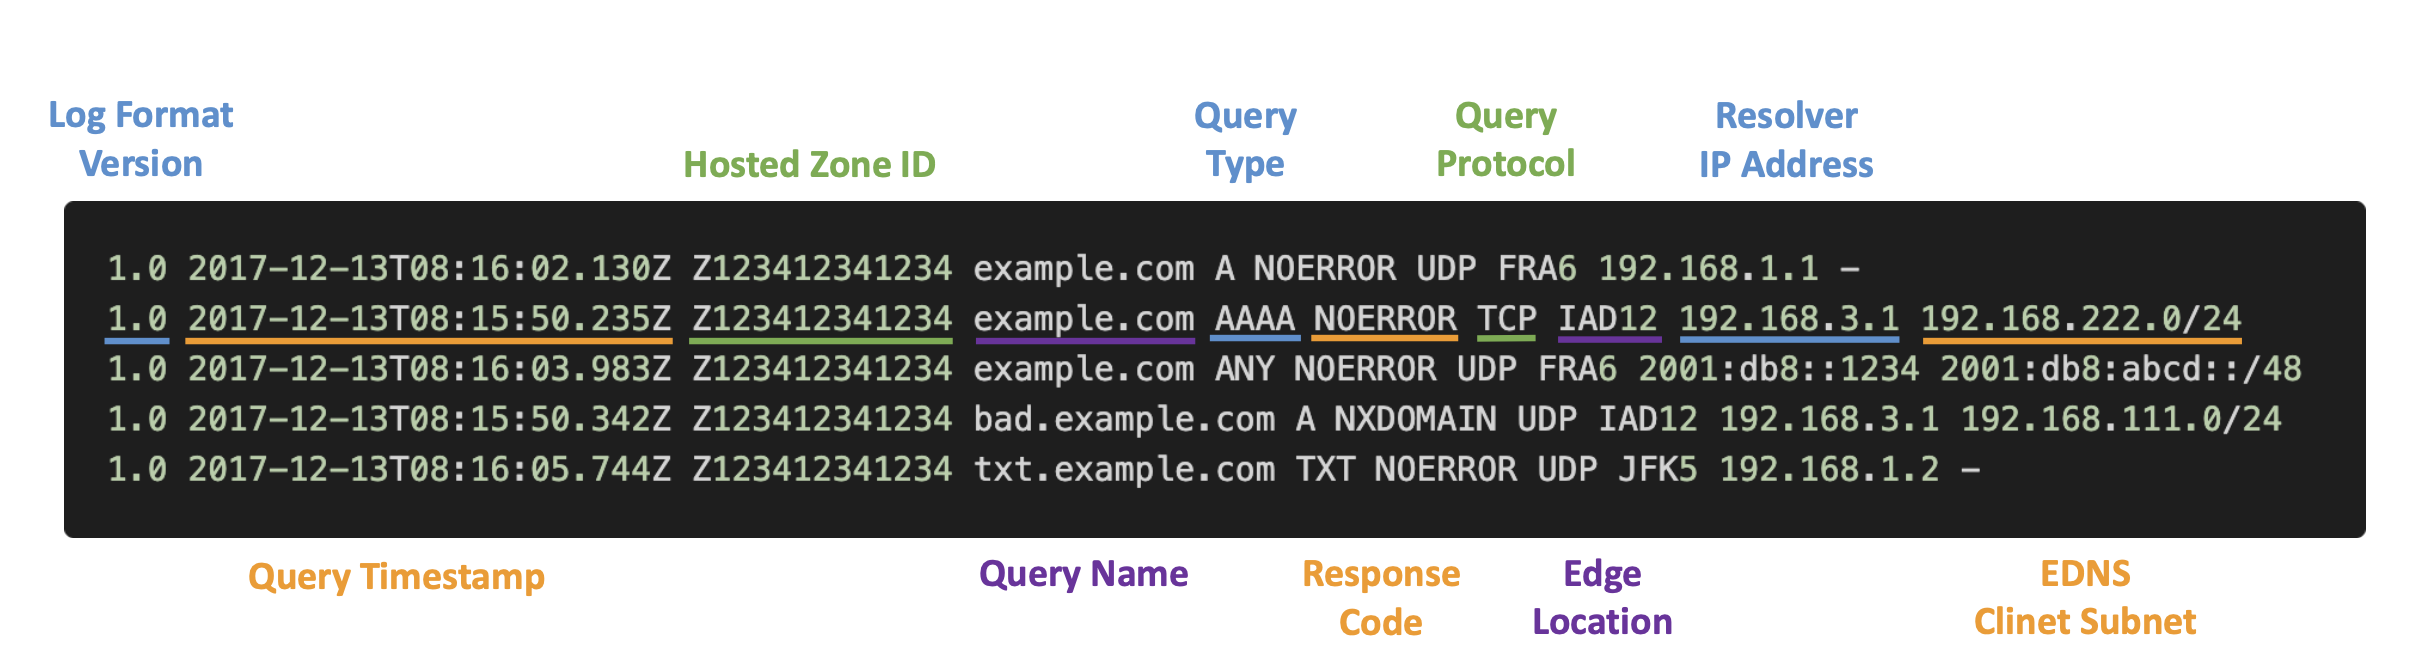 Log Format
Version
Hosted Zone ID
Query
Type
Query
Protocol
Resolver
IP Address
1.0 2017-12-13T08:16:02.130Z Z123412341234 example.com A NOERROR UDP FRA6 192.168.1.1 -
1.0 2017-12-13T08:15:50.235Z Z123412341234 example.com AAAA NOERROR TCP IAD12 192.168.3.1 192.168.222.0/24
1.0 2017-12-13T08:16:03.983Z Z123412341234 example.com ANY NOERROR UDP FRA6 2001:db8::1234 2001:db8:abcd::/48
1.0 2017-12-13T08:15:50.342Z Z123412341234 bad.example.com A NXDOMAIN UDP IAD12 192.168.3.1 192.168.111.0/24
1.0 2017-12-13T08:16:05.744Z Z123412341234 txt.example.com TXT NOERROR UDP JFK5 192.168.1.2 -
Query Timestamp
Query Name
Response
Code
Edge
Location
EDNS
Clinet Subnet